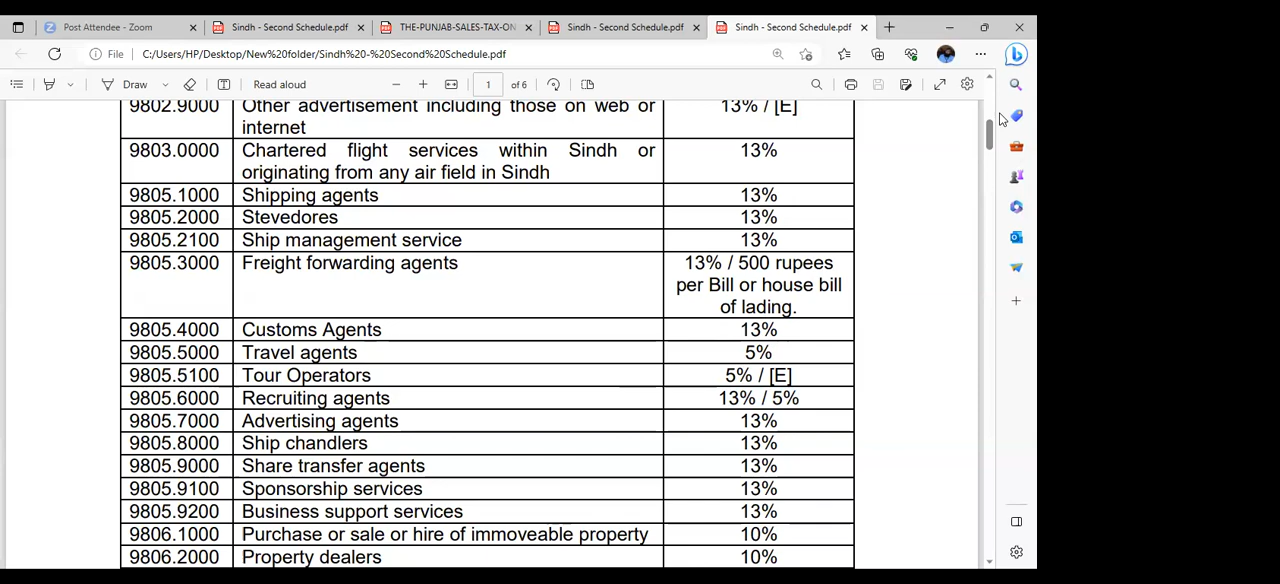 Post Attendee - Zoom
Sindh - Second Schedule.pdf
THE-PUNJAB-SALES-TAX-ON
Sindh - Second Schedule.pdf
Sindh - Second Schedule.pdf
File
C:/Users/HP/Desktop/New%20folder/Sindh%20-%20Second%20Schedule.pdf
Draw
Read aloud
1
of 6
9802.9000 Other advertisement including those on web or 13% / [E]
internet
9803.0000 Chartered flight services within Sindh or 13%
originating from any air field in Sindh
9805.1000 Shipping agents 13%
9805.2000 Stevedores 13%
9805.2100 Ship management service 13%
9805.3000 Freight forwarding agents 13% / 500 rupees
per Bill or house bill
of lading.
9805.4000 Customs Agents 13%
9805.5000 Travel agents 5%
9805.5100 Tour Operators 5% / [E]
9805.6000 Recruiting agents 13% / 5%
9805.7000 Advertising agents 13%
9805.8000 Ship chandlers 13%
9805.9000 Share transfer agents 13%
9805.9100 Sponsorship services 13%
9805.9200 Business support services 13%
9806.1000 Purchase or sale or hire of immoveable property 10%
9806.2000 Property dealers 10%